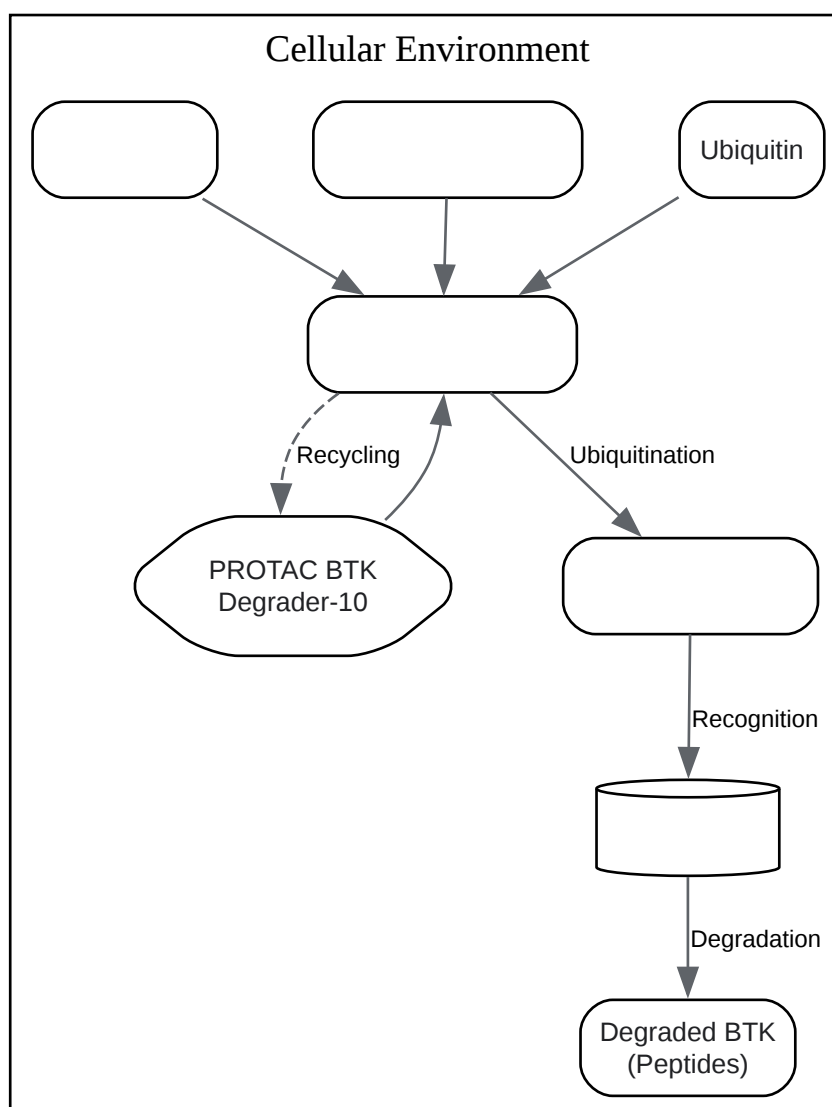 Cellular Environment
Ubiquitin
Recycling
Ubiquitination
PROTAC BTK
Degrader-10
Recognition
Degradation
Degraded BTK
(Peptides)